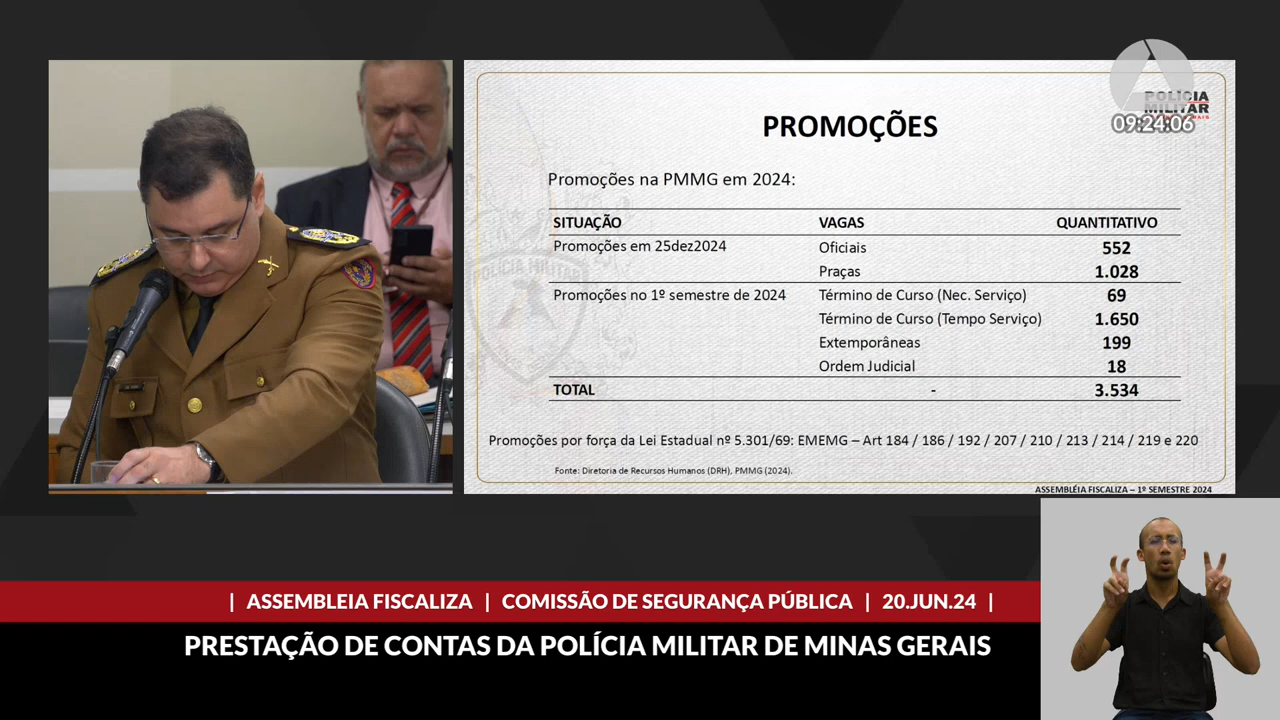 POLÍCIA
MILITAR
09:24:06
PROMOÇÕES
Promoções na PMMG em 2024:
SITUAÇÃO VAGAS QUANTITATIVO
Promoções em 25dez2024 Oficiais 552
Praças 1.028
Promoções no 1º semestre de 2024 Término de Curso (Nec. Serviço) 69
Término de Curso (Tempo Serviço) 1.650
Extemporâneas 199
Ordem Judicial 18
TOTAL - 3.534
Promoções por força da Lei Estadual nº 5.301/69: EMEMG – Art 184 / 186 / 192 / 207 / 210 / 213 / 214 / 219 e 220
Fonte: Diretoria de Recursos Humanos (DRH), PMMG (2024).
ASSEMBLÉIA FISCALIZA – 1º SEMESTRE 2024
POLÍCIA MILITAR
| ASSEMBLEIA FISCALIZA | COMISSÃO DE SEGURANÇA PÚBLICA | 20.JUN.24 |
PRESTAÇÃO DE CONTAS DA POLÍCIA MILITAR DE MINAS GERAIS